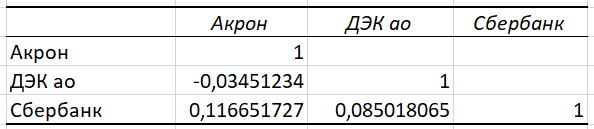 Акрон ДЭК ао Сбербанк
Акрон 1
ДЭК ао -0,03451234 1
Сбербанк 0,116651727 0,085018065 1